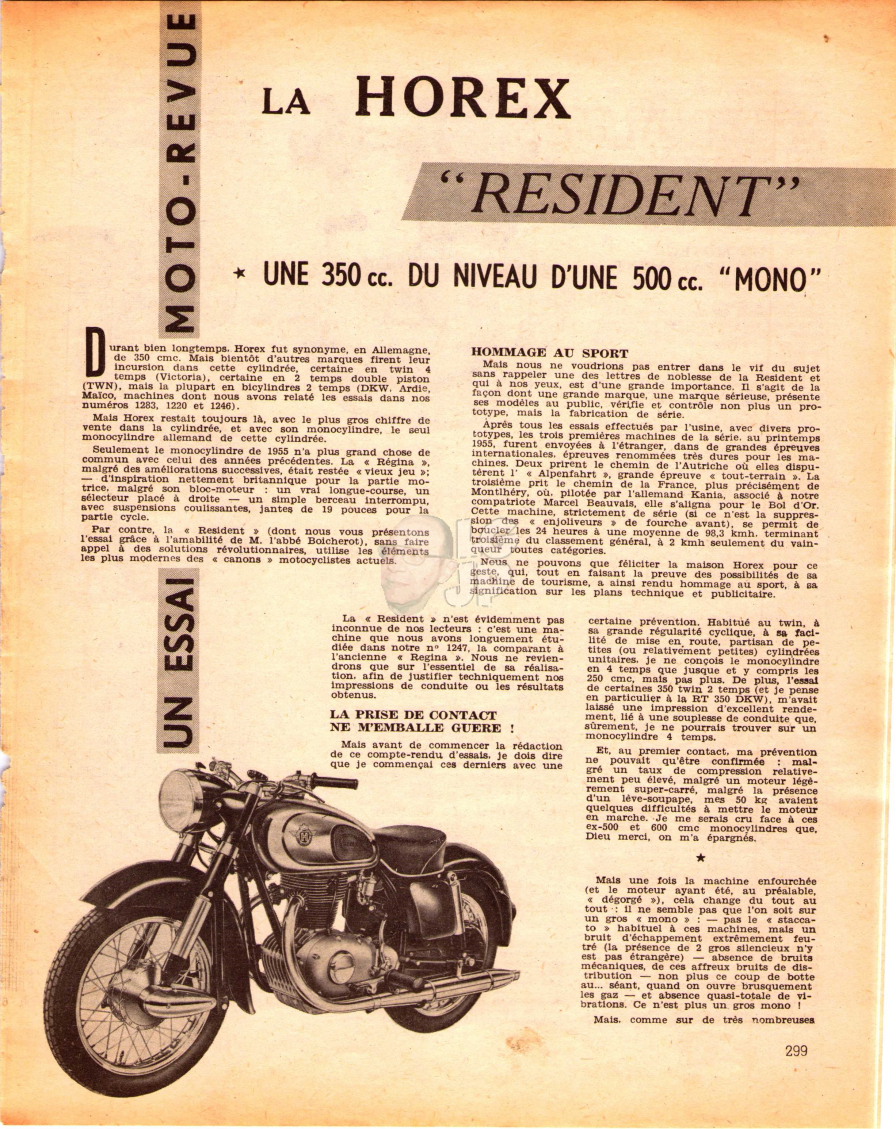 MOTO-REVUE
LA HOREX
"RESIDENT"
★ UNE 350 cc. DU NIVEAU D'UNE 500 cc. "MONO"
Durant bien longtemps, Horex fut synonyme, en Allemagne,
de 350 cmc. Mais bientôt d'autres marques firent leur
incursion dans cette cylindrée, certaine en twin 4
temps (Victoria), certaine en 2 temps double piston
(TWN), mais la plupart en bicylindres 2 temps (DKW. Ardie,
Maïco, machines dont nous avons relaté les essais dans nos
numéros 1283, 1220 et 1246).
Mais Horex restait toujours là, avec le plus gros chiffre de
vente dans la cylindrée, et avec son monocylindre, le seul
monocylindre allemand de cette cylindrée.
Seulement le monocylindre de 1955 n'a plus grand chose de
commun avec celui des années précédentes. La « Régina »,
malgré des améliorations successives, était restée « vieux jeu » ;
— d'inspiration nettement britannique pour la partie mo-
trice, malgré son bloc-moteur : un vrai longue-course, un
sélecteur placé à droite — un simple berceau interrompu,
avec suspensions coulissantes, jantes de 19 pouces pour la
partie cycle.
Par contre, la « Resident » (dont nous vous présentons
l'essai grâce à l'amabilité de M. l'abbé Boicherot), sans faire
appel à des solutions révolutionnaires, utilise les éléments
les plus modernes des « canons » motocyclistes actuels.
HOMMAGE AU SPORT
Mais nous ne voudrions pas entrer dans le vif du sujet
sans rappeler une des lettres de noblesse de la Resident et
qui à nos yeux, est d'une grande importance. Il s'agit de la
façon dont une grande marque, une marque sérieuse, présente
ses modèles au public, vérifie et contrôle non plus un pro-
totype, mais la fabrication de série.
Après tous les essais effectués par l'usine, avec divers pro-
totypes, les trois premières machines de la série, au printemps
1955, furent envoyées à l'étranger, dans de grandes épreuves
internationales, épreuves renommées très dures pour les ma-
chines. Deux prirent le chemin de l'Autriche où elles dispu-
tèrent l' « Alpenfahrt », grande épreuve « tout-terrain ». La
troisième prit le chemin de la France, plus précisément de
Montlhéry, où, pilotée par l'allemand Kania, associé à notre
compatriote Marcel Beauvais, elle s'aligna pour le Bol d'Or.
Cette machine, strictement de série (si ce n'est la suppres-
sion des « enjoliveurs » de fourche avant), se permit de
boucler les 24 heures à une moyenne de 98,3 kmh. terminant
troisième du classement général, à 2 kmh seulement du vain-
queur toutes catégories.
Nous ne pouvons que féliciter la maison Horex pour ce
geste, qui, tout en faisant la preuve des possibilités de sa
machine de tourisme, a ainsi rendu hommage au sport, à sa
signification sur les plans technique et publicitaire.
UN ESSAI
La « Resident » n'est évidemment pas
inconnue de nos lecteurs : c'est une ma-
chine que nous avons longuement étu-
diée dans notre n° 1247, la comparant à
l'ancienne « Regina ». Nous ne revien-
drons que sur l'essentiel de sa réalisa-
tion, afin de justifier techniquement nos
impressions de conduite ou les résultats
obtenus.
LA PRISE DE CONTACT
NE M'EMBALLE GUERE !
Mais avant de commencer la rédaction
de ce compte-rendu d'essais, je dois dire
que je commençai ces derniers avec une
certaine prévention. Habitué au twin, à
sa grande régularité cyclique, à sa faci-
lité de mise en route, partisan de pe-
tites (ou relativement petites) cylindrées
unitaires, je ne conçois le monocylindre
en 4 temps que jusque et y compris les
250 cmc, mais pas plus. De plus, l'essai
de certaines 350 twin 2 temps (et je pense
en particulier à la RT 350 DKW), m'avait
laissé une impression d'excellent rende-
ment, lié à une souplesse de conduite que,
sûrement, je ne pourrais trouver sur un
monocylindre 4 temps.
Et, au premier contact, ma prévention
ne pouvait qu'être confirmée : mal-
gré un taux de compression relative-
ment peu élevé, malgré un moteur légè-
rement super-carré, malgré la présence
d'un lève-soupape, mes 50 kg avaient
quelques difficultés à mettre le moteur
en marche. Je me serais cru face à ces
ex-500 et 600 cmc monocylindres que,
Dieu merci, on m'a épargnés.
★
Mais une fois la machine enfourchée
(et le moteur ayant été, au préalable,
« dégorgé »), cela change du tout au
tout : il ne semble pas que l'on soit sur
un gros « mono » : — pas le « stacca-
to » habituel à ces machines, mais un
bruit d'échappement extrêmement feu-
tré (la présence de 2 gros silencieux n'y
est pas étrangère) — absence de bruits
mécaniques, de ces affreux bruits de dis-
tribution — non plus ce coup de botte
au... séant, quand on ouvre brusquement
les gaz — et absence quasi-totale de vi-
brations. Ce n'est plus un gros mono !
Mais, comme sur de très nombreuses
299